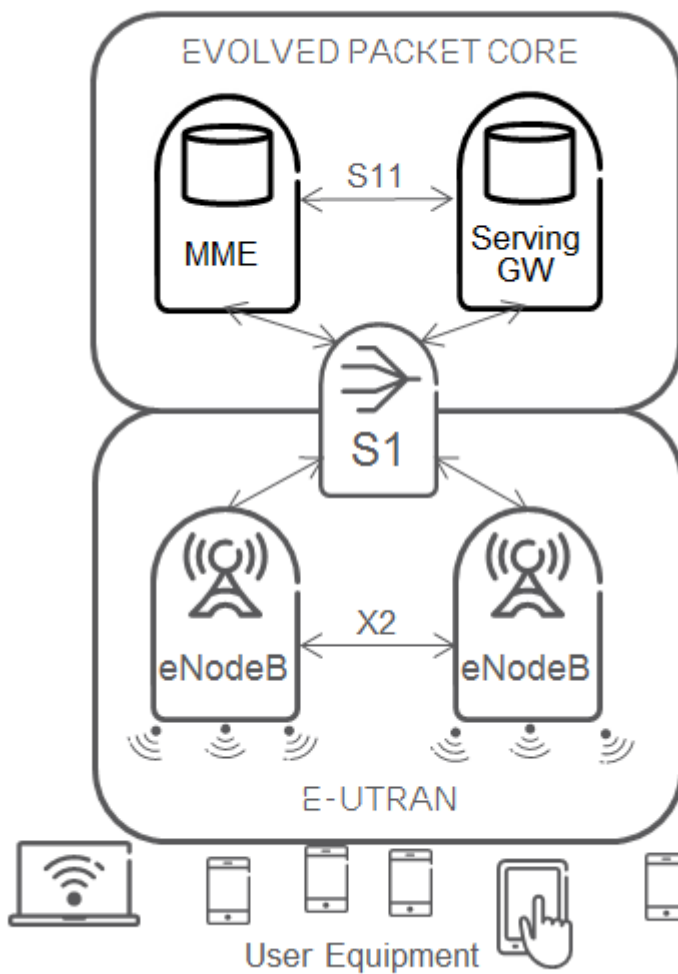 EVOLVED PACKET CORE
S11
MME
Serving
GW
S1
X2
eNodeB
eNodeB
E-UTRAN
User Equipment